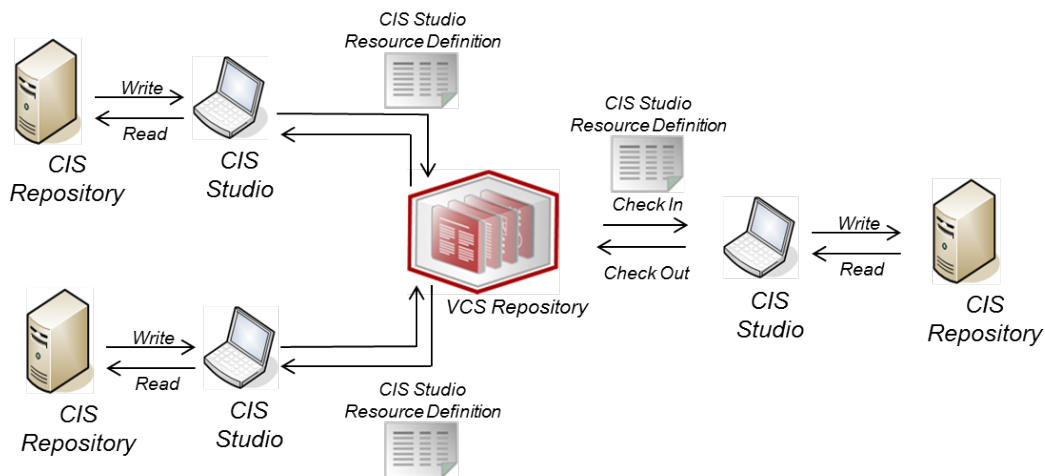 CIS Studio
Resource Definition
Write
Read
CIS
Repository
CIS
Studio
CIS Studio
Resource Definition
Check In
Check Out
VCS Repository
Write
Read
CIS
Studio
CIS
Repository
Write
Read
CIS
Repository
CIS
Studio
CIS Studio
Resource Definition